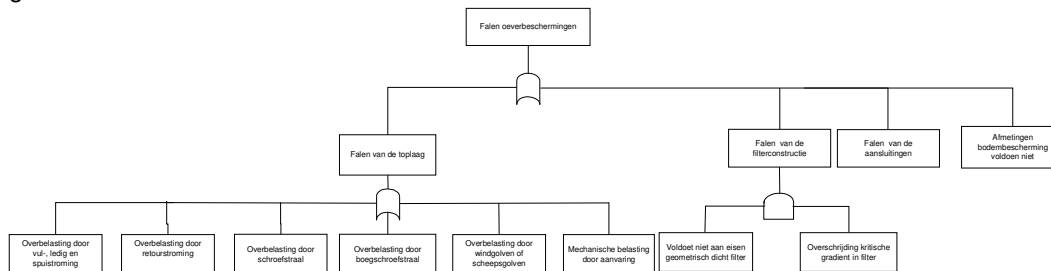 Falen oeverbeschermingen
Falen van de toplaag
Falen van de
filterconstructie
Falen van de
aansluitingen
Afmetingen
bodembescherming
voldoen niet
Overbelasting door
vul-, ledig en
spuistroming
Overbelasting door
retourstroming
Overbelasting door
schroefstraal
Overbelasting door
boegschroefstraal
Overbelasting door
windgolven of
scheepsgolven
Mechanische belasting
door aanvaring
Voldoet niet aan eisen
geometrisch dicht filter
Overschrijding kritische
gradient in filter